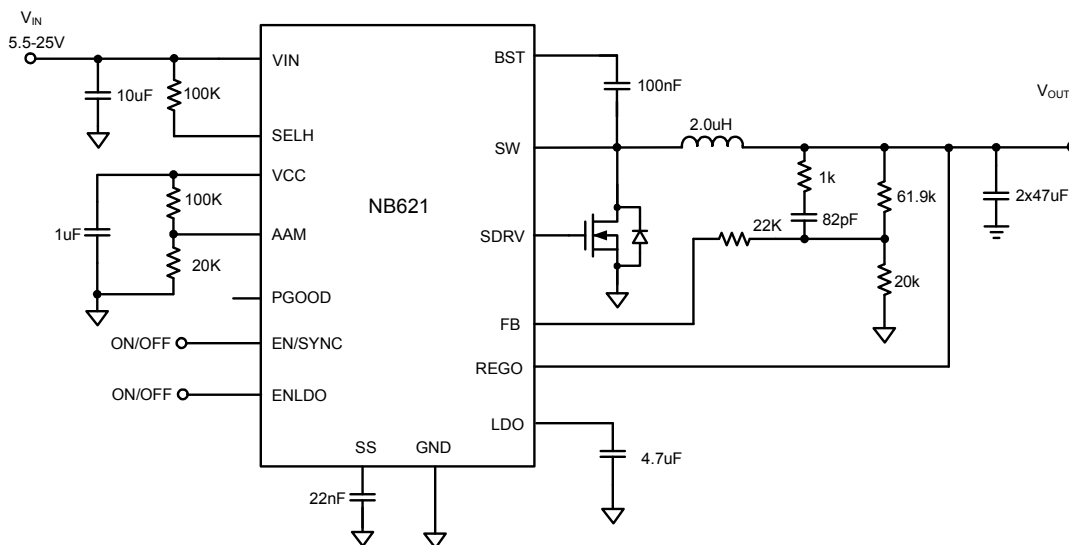 VIN
5.5-25V
10uF
100K
VIN
SELH
VCC
100K
1uF
AAM
20K
PGOOD
ON/OFF
EN/SYNC
ON/OFF
ENLDO
NB621
SS
GND
22nF
BST
100nF
SW
2.0uH
VOUT
1k
61.9k
2x47uF
82pF
SDRV
22K
20k
FB
REGO
LDO
4.7uF